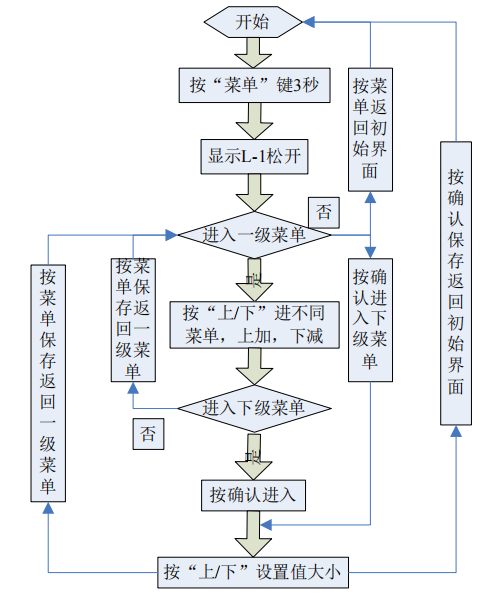 开始
按“菜单”键3秒
按菜
单返
回初
始界
面
显示L-1松开
按确认保存返回初始界面
否
进入一级菜单
按菜单保存返回一级菜单
按菜
单保
存返
回一
级菜
单
是
按确
认进
入下
级菜
单
按“上/下”进不同
菜单，上加，下减
进入下级菜单
否
是
按确认进入
按“上/下”设置值大小